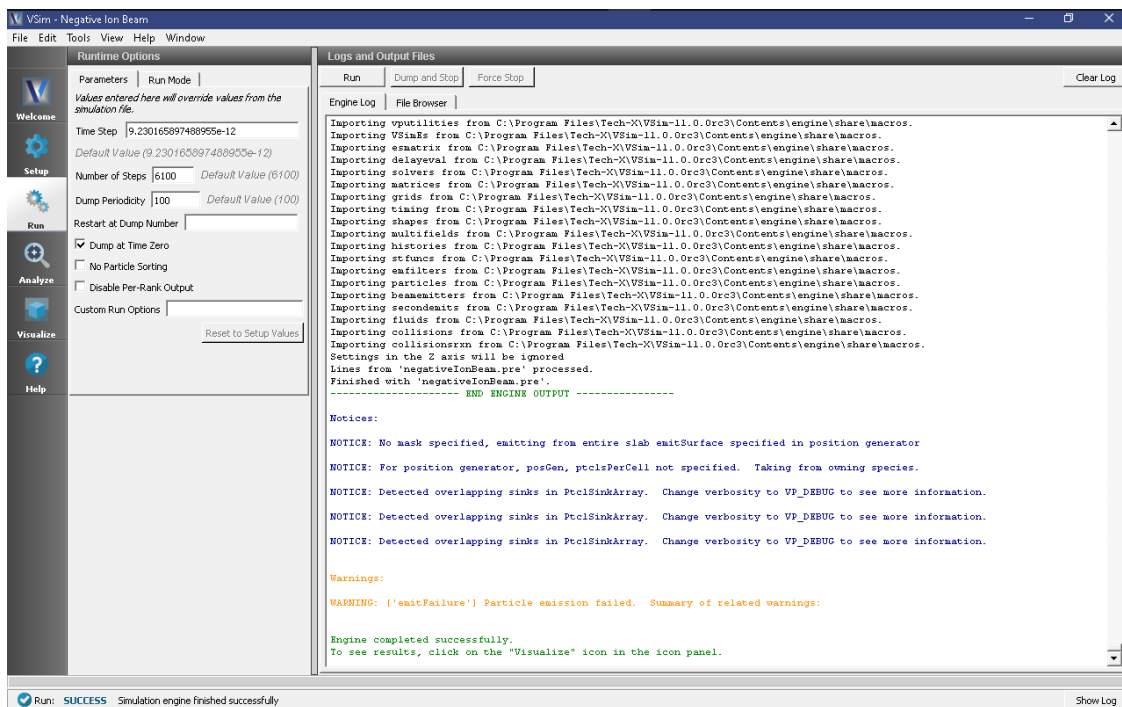 VSim - Negative Ion Beam
File Edit Tools View Help Window
Welcome
Setup
Run
Analyze
Visualize
Help
Runtime Options
Parameters
Run Mode
Values entered here will override values from the
simulation file.
Time Step 9.230165897488955e-12
Default Value (9.230165897488955e-12)
Number of Steps 6100 Default Value (6100)
Dump Periodicity 100 Default Value (100)
Restart at Dump Number
Dump at Time Zero
No Particle Sorting
Disable Per-Rank Output
Custom Run Options
Reset to Setup Values
Logs and Output Files
Run Dump and Stop Force Stop Clear Log
Engine Log File Browser
Importing vputilities from C:\Program Files\Tech-X\VSim-11.0.0rc3\Contents\engine\share\macros.
Importing VSimEs from C:\Program Files\Tech-X\VSim-11.0.0rc3\Contents\engine\share\macros.
Importing esmatrix from C:\Program Files\Tech-X\VSim-11.0.0rc3\Contents\engine\share\macros.
Importing delayeval from C:\Program Files\Tech-X\VSim-11.0.0rc3\Contents\engine\share\macros.
Importing solvers from C:\Program Files\Tech-X\VSim-11.0.0rc3\Contents\engine\share\macros.
Importing matrices from C:\Program Files\Tech-X\VSim-11.0.0rc3\Contents\engine\share\macros.
Importing grids from C:\Program Files\Tech-X\VSim-11.0.0rc3\Contents\engine\share\macros.
Importing timing from C:\Program Files\Tech-X\VSim-11.0.0rc3\Contents\engine\share\macros.
Importing shapes from C:\Program Files\Tech-X\VSim-11.0.0rc3\Contents\engine\share\macros.
Importing multifields from C:\Program Files\Tech-X\VSim-11.0.0rc3\Contents\engine\share\macros.
Importing histories from C:\Program Files\Tech-X\VSim-11.0.0rc3\Contents\engine\share\macros.
Importing stfuncs from C:\Program Files\Tech-X\VSim-11.0.0rc3\Contents\engine\share\macros.
Importing emfilters from C:\Program Files\Tech-X\VSim-11.0.0rc3\Contents\engine\share\macros.
Importing particles from C:\Program Files\Tech-X\VSim-11.0.0rc3\Contents\engine\share\macros.
Importing beamemitters from C:\Program Files\Tech-X\VSim-11.0.0rc3\Contents\engine\share\macros.
Importing secondemits from C:\Program Files\Tech-X\VSim-11.0.0rc3\Contents\engine\share\macros.
Importing fluids from C:\Program Files\Tech-X\VSim-11.0.0rc3\Contents\engine\share\macros.
Importing collisions from C:\Program Files\Tech-X\VSim-11.0.0rc3\Contents\engine\share\macros.
Importing collisionsrxn from C:\Program Files\Tech-X\VSim-11.0.0rc3\Contents\engine\share\macros.
Settings in the Z axis will be ignored
Lines from 'negativeIonBeam.pre' processed.
Finished with 'negativeIonBeam.pre'.
--------------------- END ENGINE OUTPUT ----------------
Notices:
NOTICE: No mask specified, emitting from entire slab emitSurface specified in position generator
NOTICE: For position generator, posGen, ptclsPerCell not specified. Taking from owning species.
NOTICE: Detected overlapping sinks in PtclSinkArray. Change verbosity to VP_DEBUG to see more information.
NOTICE: Detected overlapping sinks in PtclSinkArray. Change verbosity to VP_DEBUG to see more information.
NOTICE: Detected overlapping sinks in PtclSinkArray. Change verbosity to VP_DEBUG to see more information.
Warnings:
WARNING: ['emitFailure'] Particle emission failed. Summary of related warnings:
Engine completed successfully.
To see results, click on the "Visualize" icon in the icon panel.
Run: SUCCESS Simulation engine finished successfully
Show Log